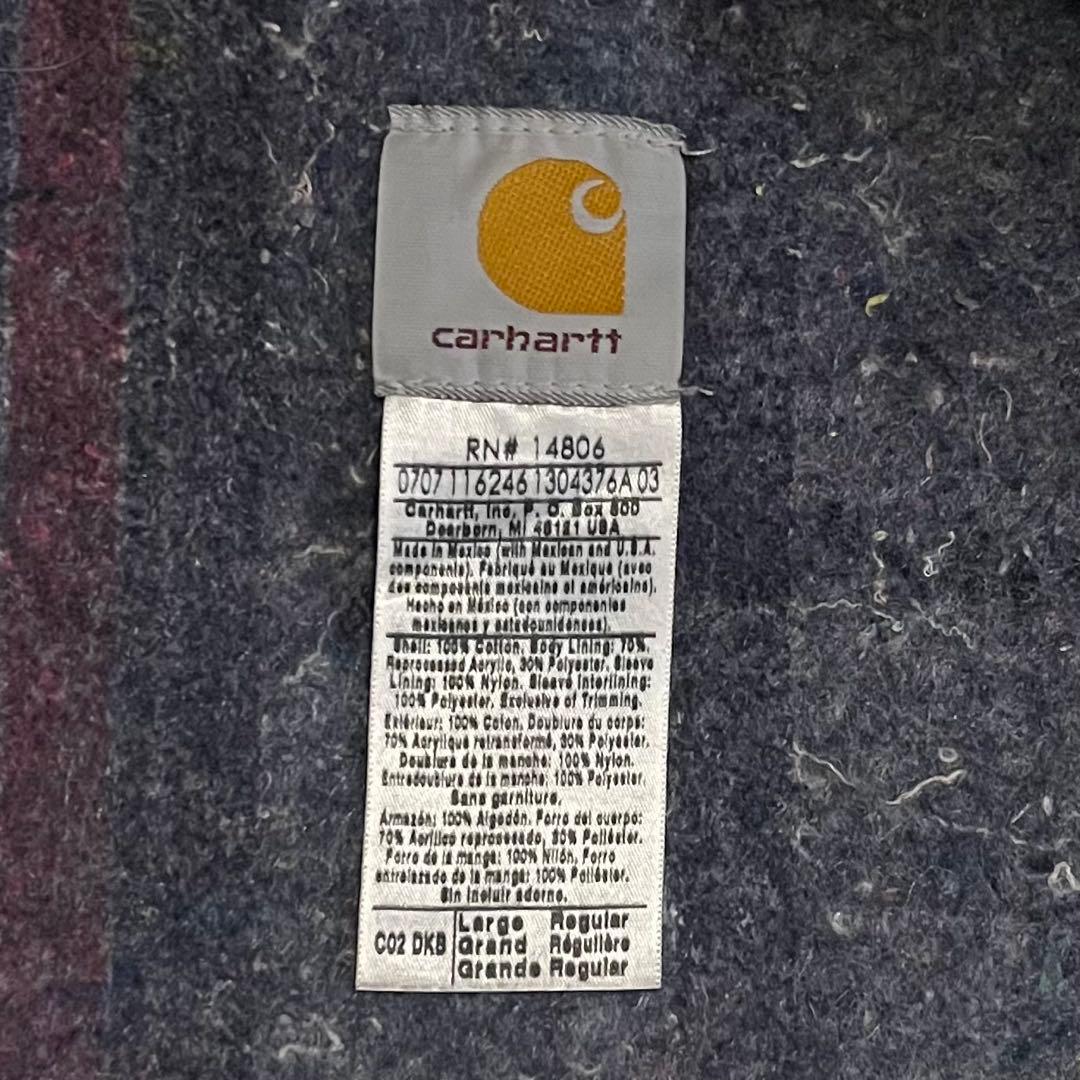 carhartt
RN# 14806
0707 116246 1304376A 03
Carhartt, Inc. P. O. Box 600
Dearborn, MI 48121 USA
Made in Mexico (with Mexican and U.S.A.
components). Fabriqué au Mexique (avec
des composants mexicains et américains).
Hecho en México (con componentes
mexicanos y estadounidenses).
Shell: 100% Cotton. Body Lining: 70%
Reprocessed Acrylic, 30% Polyester. Sleeve
Lining: 100% Nylon. Sleeve Interlining:
100% Polyester. Exclusive of Trimming.
Extérieur: 100% Coton. Doublure du corps:
70% Acrylique retransformé, 30% Polyester.
Doublure de la manche: 100% Nylon.
Entredoublure de la manche: 100% Polyester.
Sans garniture.
Armazón: 100% Algodón. Forro del cuerpo:
70% Acrílico reprocesado, 30% Poliéster.
Forro de la manga: 100% Nilón. Forro
entrelazado de la manga: 100% Poliéster.
Sin incluir adorno.
C02 DKB
Large Regular
Grand Régulière
Grande Regular